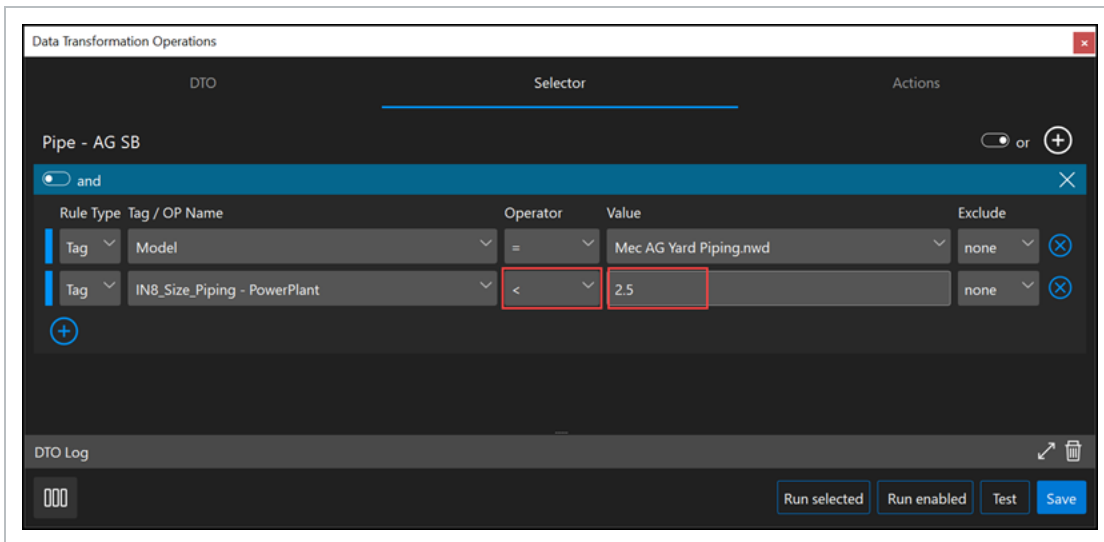 Data Transformation Operations
DTO Selector Actions
Pipe - AG SB or
and
Rule Type Tag / OP Name Operator Value Exclude
Tag Model = Mec AG Yard Piping.nwd none
Tag IN8_Size_Piping - PowerPlant < 2.5 none
DTO Log
Run selected Run enabled Test Save